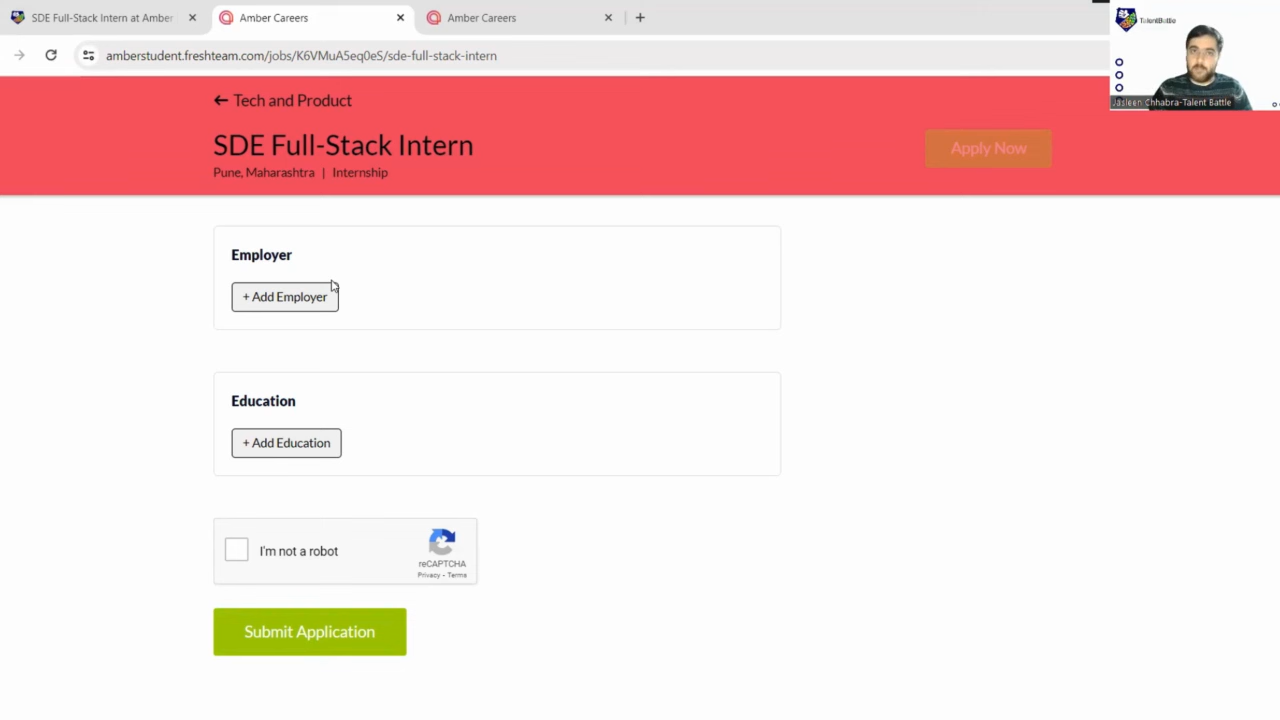 SDE Full-Stack Intern at Amber
Amber Careers
Amber Careers
amberstudent.freshteam.com/jobs/K6VMuA5eq0eS/sde-full-stack-intern
TalentBattle
Jasleen Chhabra-Talent Battle
← Tech and Product
SDE Full-Stack Intern
Pune, Maharashtra | Internship
Apply Now
Employer
+ Add Employer
Education
+ Add Education
I'm not a robot
reCAPTCHA
Privacy - Terms
Submit Application